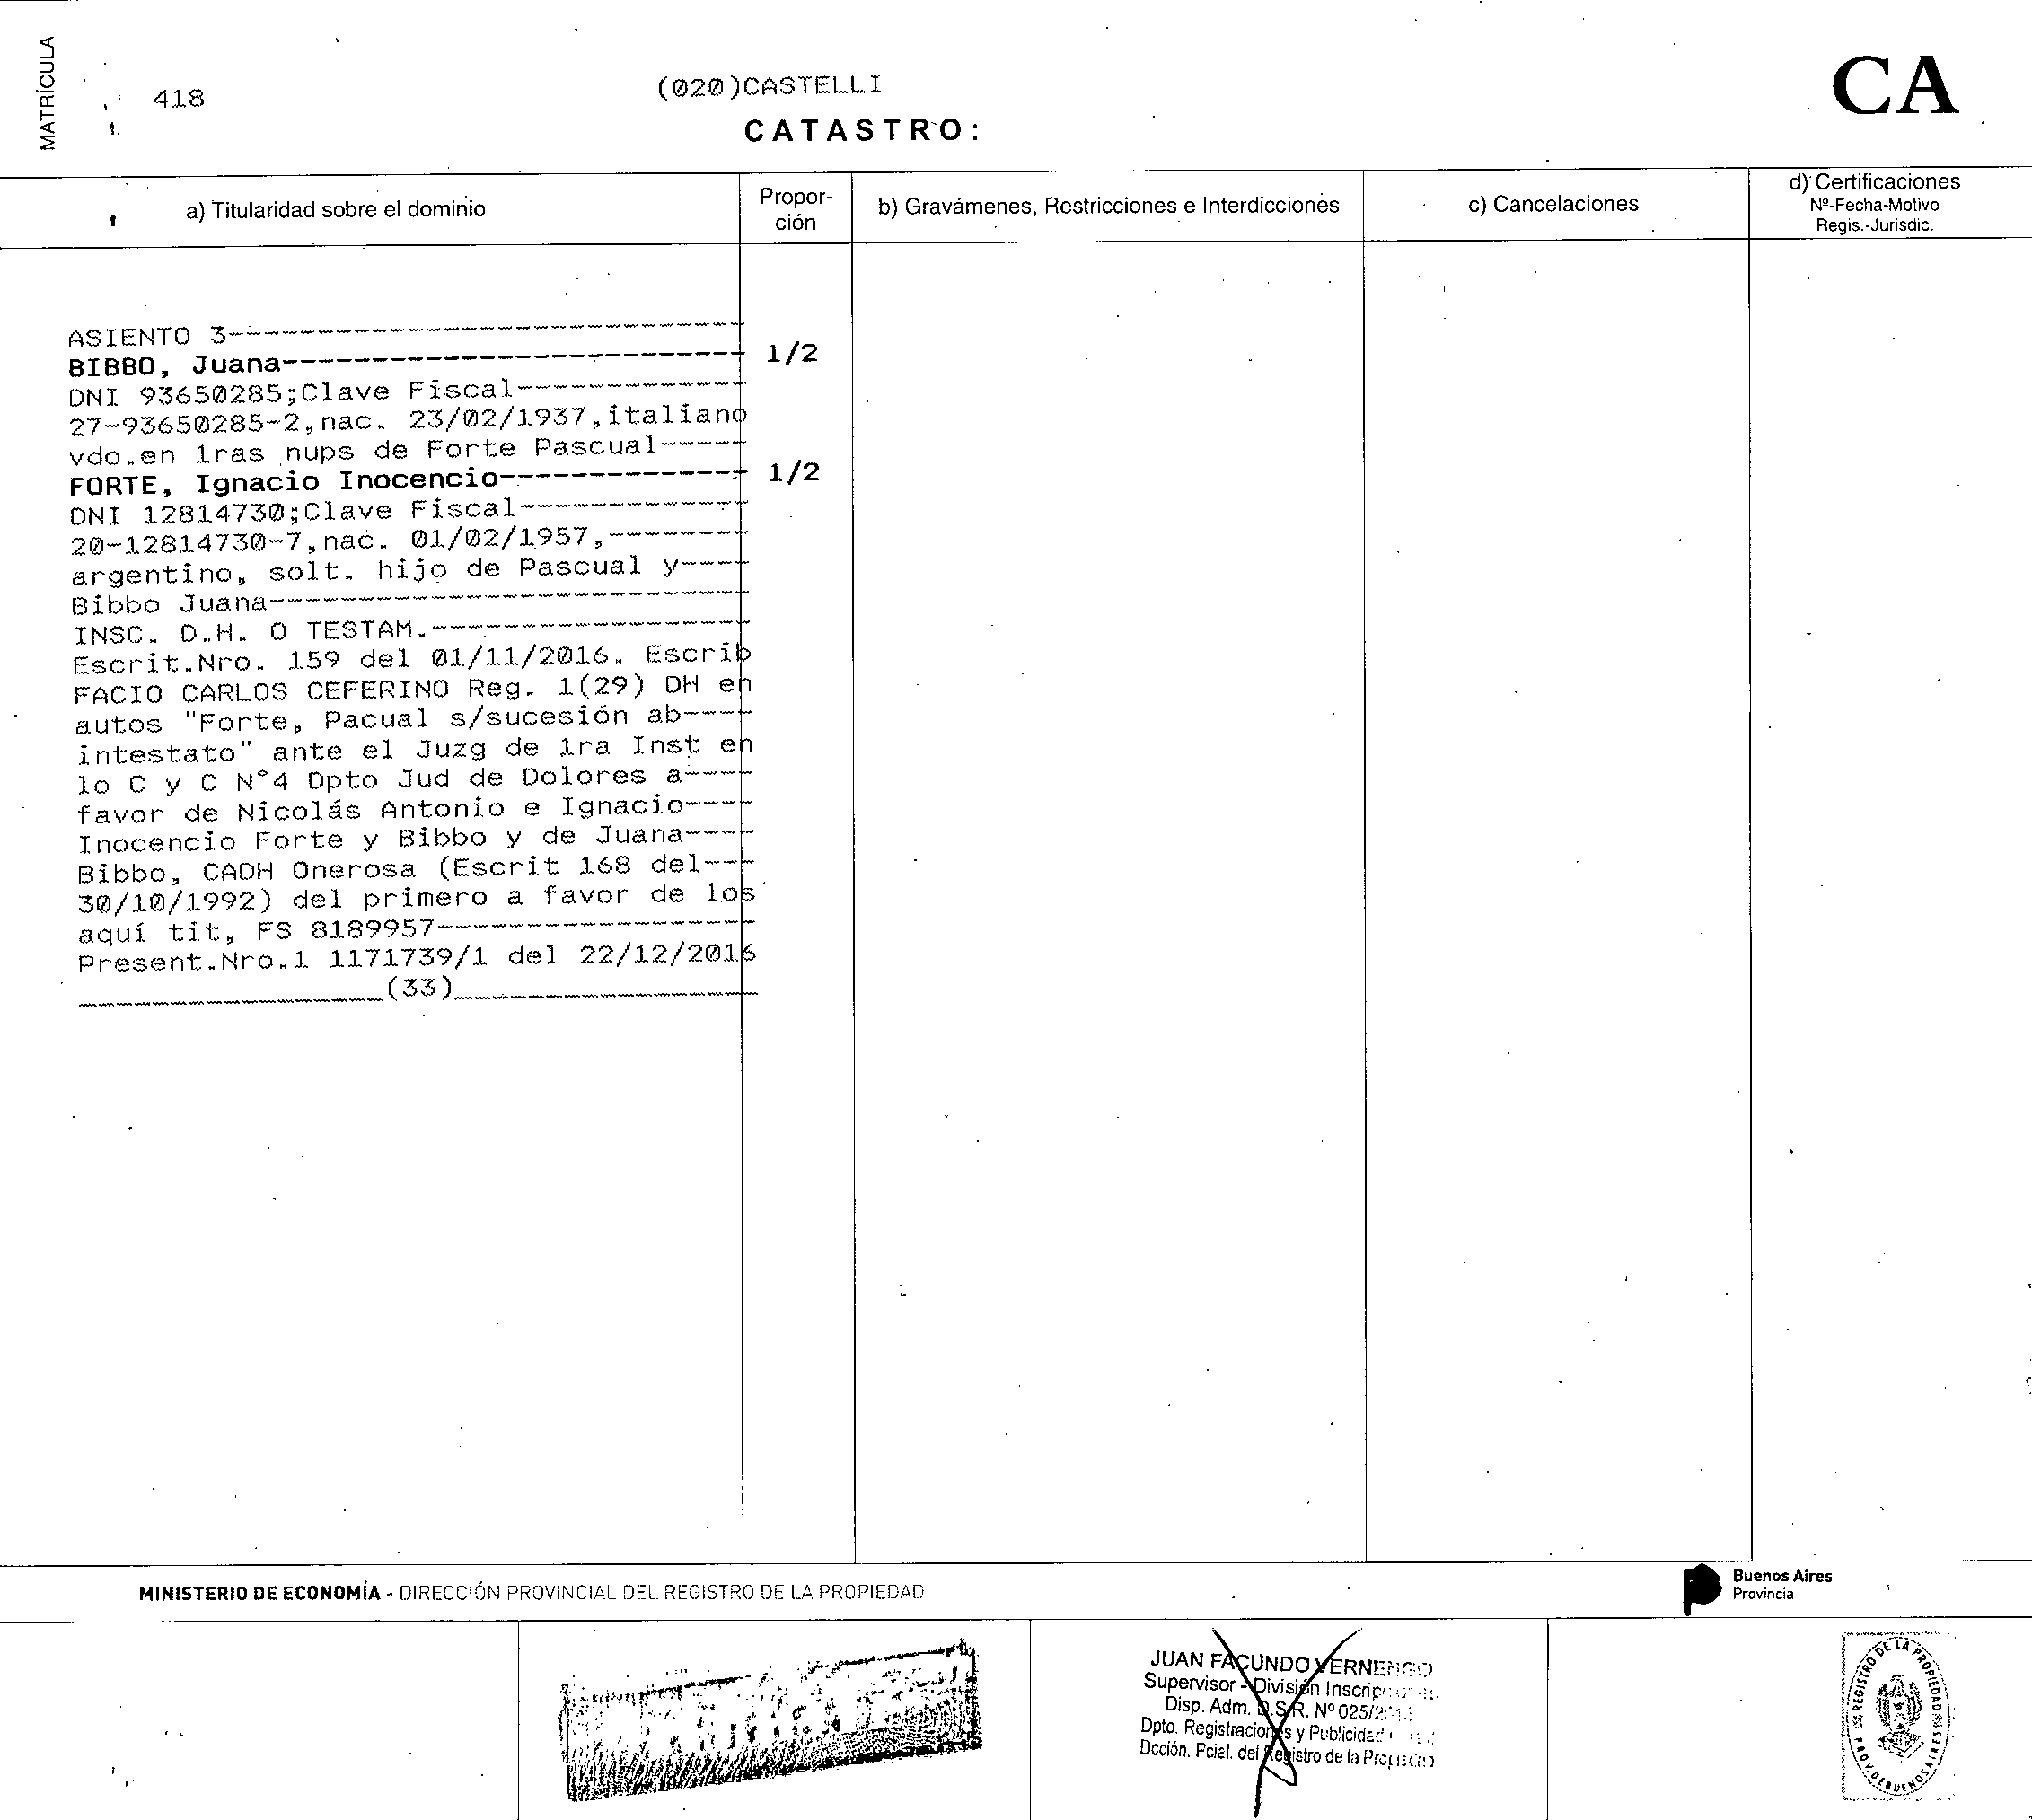 MATRÍCULA
418
(020)CASTELLI
CATASTRO:
CA
a) Titularidad sobre el dominio
Propor-
ción
b) Gravámenes, Restricciones e Interdicciones
c) Cancelaciones
d) Certificaciones
Nº-Fecha-Motivo
Regis.-Jurisdic.
ASIENTO 3-----------------------------
BIBBO, Juana-------------------------- 1/2
DNI 93650285;Clave Fiscal-------------
27-93650285-2,nac. 23/02/1937,italiano
vdo.en 1ras nups de Forte Pascual-----
FORTE, Ignacio Inocencio-------------- 1/2
DNI 12814730;Clave Fiscal-------------
20-12814730-7,nac. 01/02/1957,--------
argentino, solt. hijo de Pascual y----
Bibbo Juana---------------------------
INSC. D.H. O TESTAM.------------------
Escrit.Nro. 159 del 01/11/2016. Escrib
FACIO CARLOS CEFERINO Reg. 1(29) DH en
autos "Forte, Pacual s/sucesión ab----
intestato" ante el Juzg de 1ra Inst en
lo C y C N°4 Dpto Jud de Dolores a----
favor de Nicolás Antonio e Ignacio----
Inocencio Forte y Bibbo y de Juana----
Bibbo, CADH Onerosa (Escrit 168 del---
30/10/1992) del primero a favor de los
aquí tit, FS 8189957------------------
Present.Nro.1 1171739/1 del 22/12/2016
_________________(33)_________________
MINISTERIO DE ECONOMÍA - DIRECCIÓN PROVINCIAL DEL REGISTRO DE LA PROPIEDAD
Buenos Aires
Provincia
JUAN FACUNDO VERNENGO
Supervisor - División Inscripciones
Disp. Adm. D.S.R. Nº 025/
Dpto. Registraciones y Publicidad
Dcción. Pcial. del Registro de la Propiedad
REGISTRO DE LA PROPIEDAD
PROV. DE BUENOS AIRES